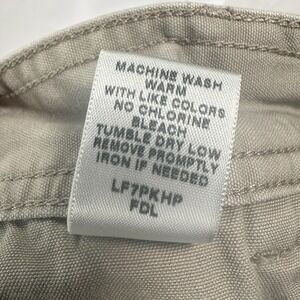 MACHINE WASH
WARM
WITH LIKE COLORS
NO CHLORINE
BLEACH
TUMBLE DRY LOW
REMOVE PROMPTLY
IRON IF NEEDED
LF7PKHP
FDL